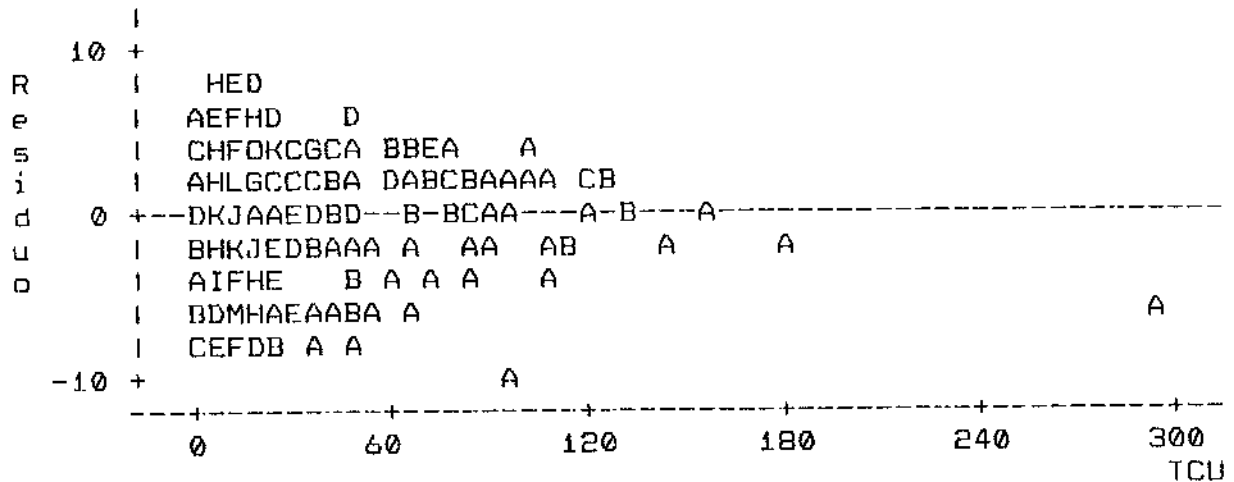 10 +
R | HED
e | AEFHD D
s | CHFOKCGCA BBEA A
i | AHLGCCCBA DABCBAAAA CB
d 0 +---DKJAAEDBD---B-BCAA----A-B----A--------------------------
u | BHKJEDBAAA A AA AB A A
o | AIFHE B A A A A
| BDMHAEAABA A A
| CEFDB A A
-10 + A
----+---------+---------+---------+---------+---------+---
0 60 120 180 240 300
TCU